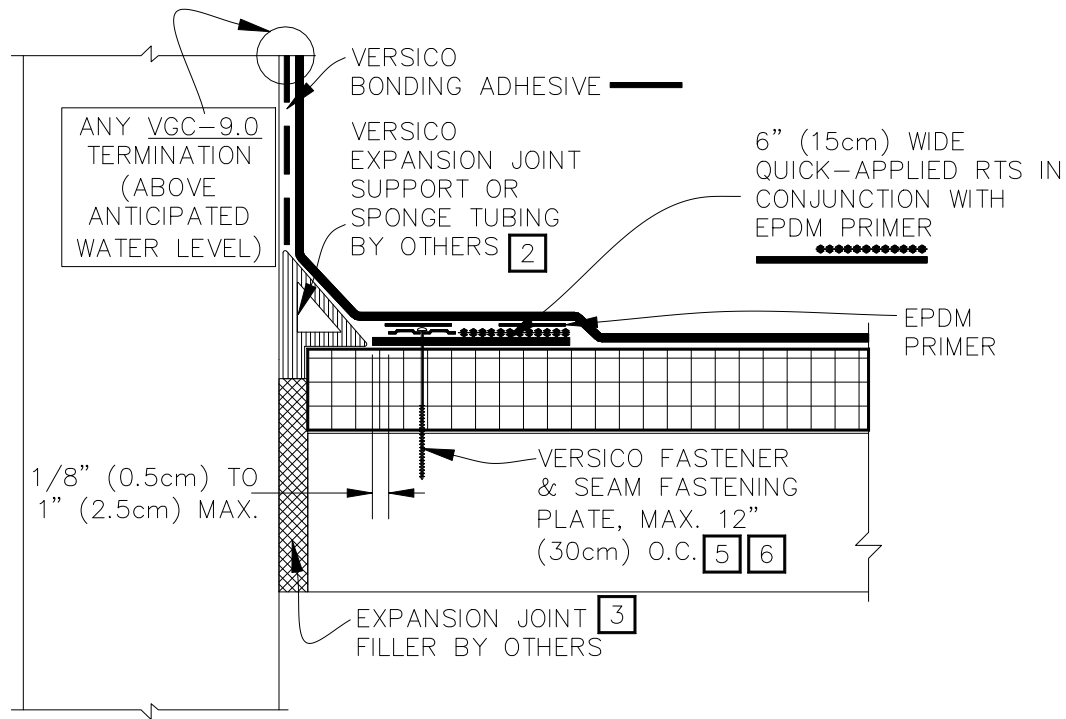 VERSICO
BONDING ADHESIVE
ANY VGC-9.0
TERMINATION
(ABOVE
ANTICIPATED
WATER LEVEL)
VERSICO
EXPANSION JOINT
SUPPORT OR
SPONGE TUBING
BY OTHERS 2
6" (15cm) WIDE
QUICK-APPLIED RTS IN
CONJUNCTION WITH
EPDM PRIMER
EPDM
PRIMER
1/8" (0.5cm) TO
1" (2.5cm) MAX.
VERSICO FASTENER
& SEAM FASTENING
PLATE, MAX. 12"
(30cm) O.C. 5 6
EXPANSION JOINT 3
FILLER BY OTHERS